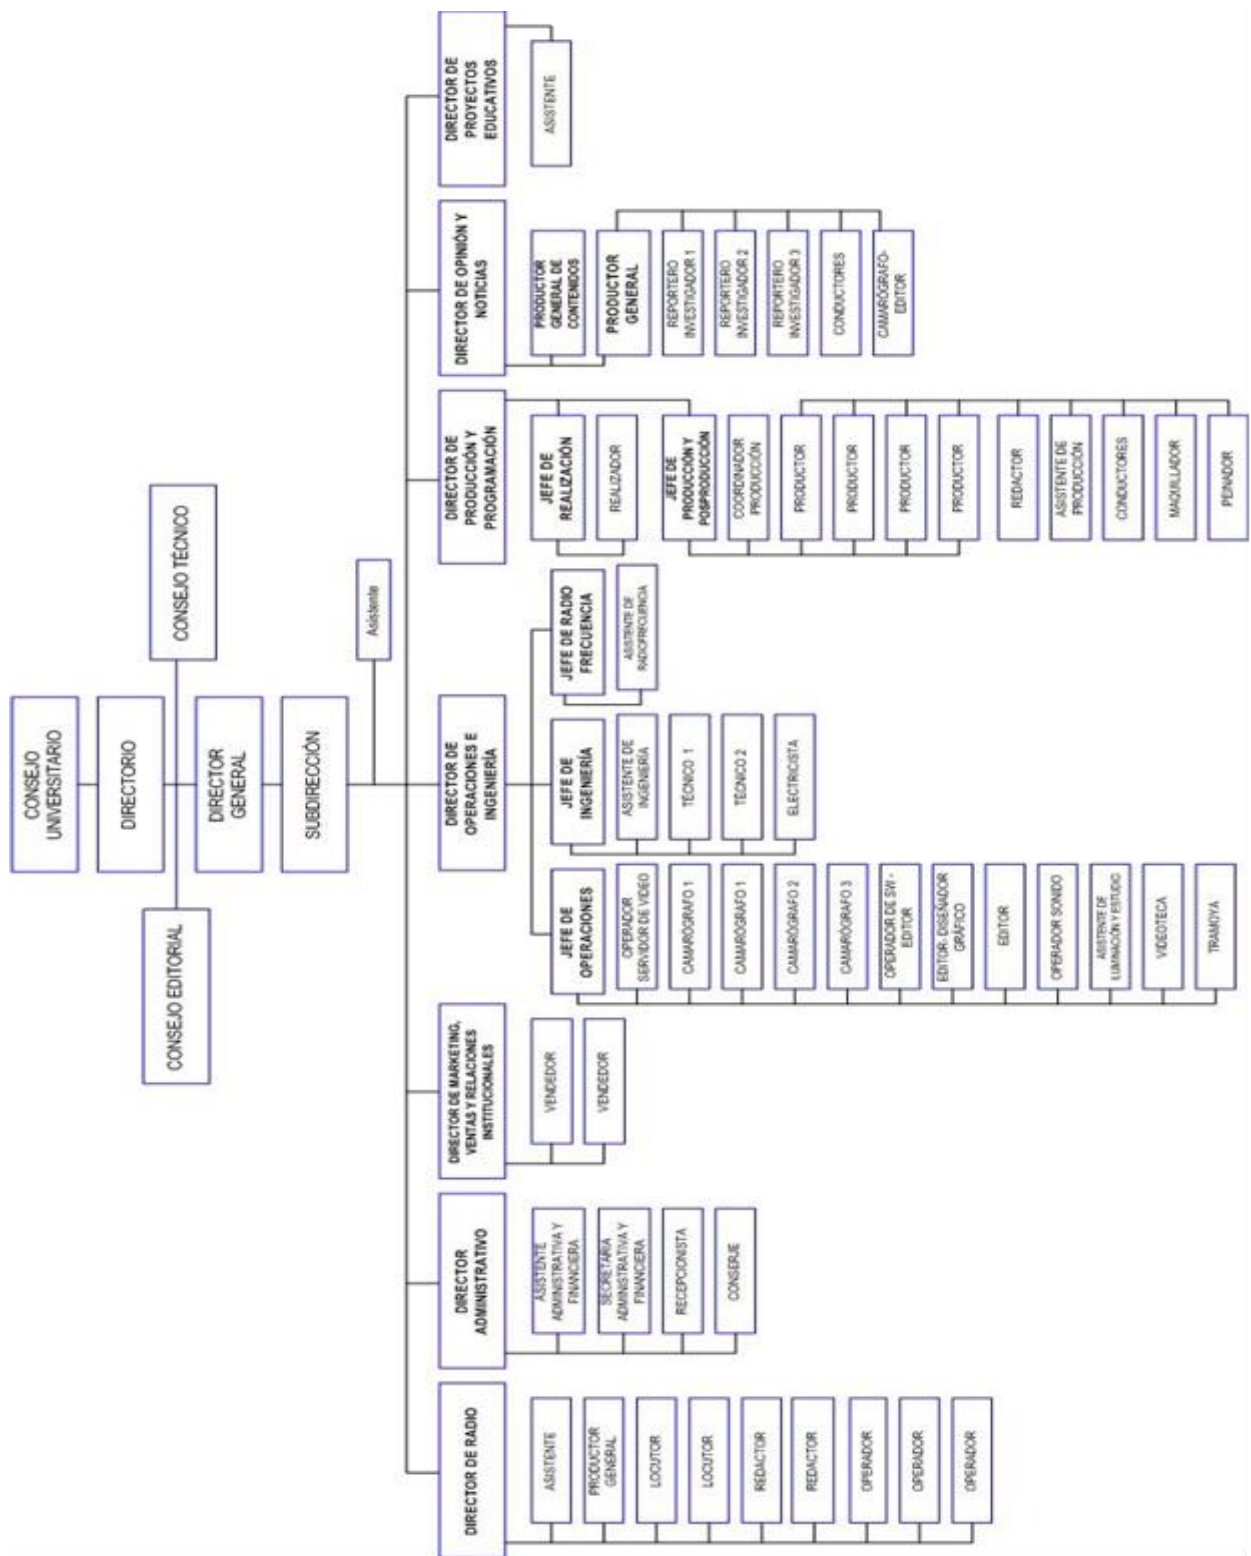 CONSEJO
UNIVERSITARIO
DIRECTORIO
CONSEJO EDITORIAL
CONSEJO TÉCNICO
DIRECTOR
GENERAL
SUBDIRECCIÓN
Asistente
DIRECTOR DE RADIO
ASISTENTE
PRODUCTOR
GENERAL
LOCUTOR
LOCUTOR
REDACTOR
REDACTOR
OPERADOR
OPERADOR
OPERADOR
DIRECTOR
ADMINISTRATIVO
ASISTENTE
ADMINISTRATIVA Y
FINANCIERA
SECRETARIA
ADMINISTRATIVA Y
FINANCIERA
RECEPCIONISTA
CONSERJE
DIRECTOR DE MARKETING,
VENTAS Y RELACIONES
INSTITUCIONALES
VENDEDOR
VENDEDOR
DIRECTOR DE
OPERACIONES E
INGENIERÍA
JEFE DE
OPERACIONES
OPERADOR
SERVIDOR DE VIDEO
CAMARÓGRAFO 1
CAMARÓGRAFO 1
CAMARÓGRAFO 2
CAMARÓGRAFO 3
OPERADOR DE SW -
EDITOR
EDITOR- DISEÑADOR
GRÁFICO
EDITOR
OPERADOR SONIDO
ASISTENTE DE
ILUMINACIÓN Y ESTUDIO
VIDEOTECA
TRAMOYA
JEFE DE
INGENIERÍA
ASISTENTE DE
INGENIERÍA
TÉCNICO 1
TÉCNICO 2
ELECTRICISTA
JEFE DE RADIO
FRECUENCIA
ASISTENTE DE
RADIOFRECUENCIA
DIRECTOR DE
PRODUCCIÓN Y
PROGRAMACIÓN
JEFE DE
REALIZACIÓN
REALIZADOR
JEFE DE
PRODUCCIÓN Y
POSPRODUCCIÓN
COORDINADOR
PRODUCCIÓN
PRODUCTOR
PRODUCTOR
PRODUCTOR
PRODUCTOR
REDACTOR
ASISTENTE DE
PRODUCCIÓN
CONDUCTORES
MAQUILLADOR
PEINADOR
DIRECTOR DE OPINIÓN Y
NOTICIAS
PRODUCTOR
GENERAL DE
CONTENIDOS
PRODUCTOR
GENERAL
REPORTERO
INVESTIGADOR 1
REPORTERO
INVESTIGADOR 2
REPORTERO
INVESTIGADOR 3
CONDUCTORES
CAMARÓGRAFO-
EDITOR
DIRECTOR DE
PROYECTOS
EDUCATIVOS
ASISTENTE